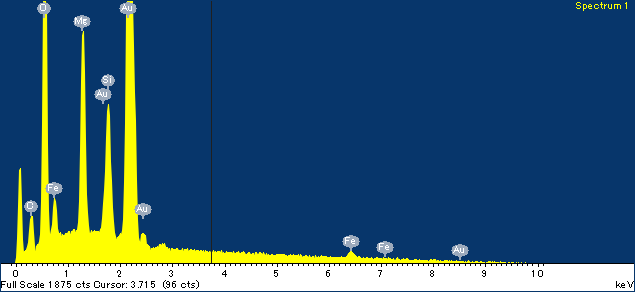 Spectrum 1
O Au
Mg
Si
Au
Fe
O Au
Fe Fe Au
0 1 2 3 4 5 6 7 8 9 10
Full Scale 1875 cts Cursor: 3.715 (96 cts) keV